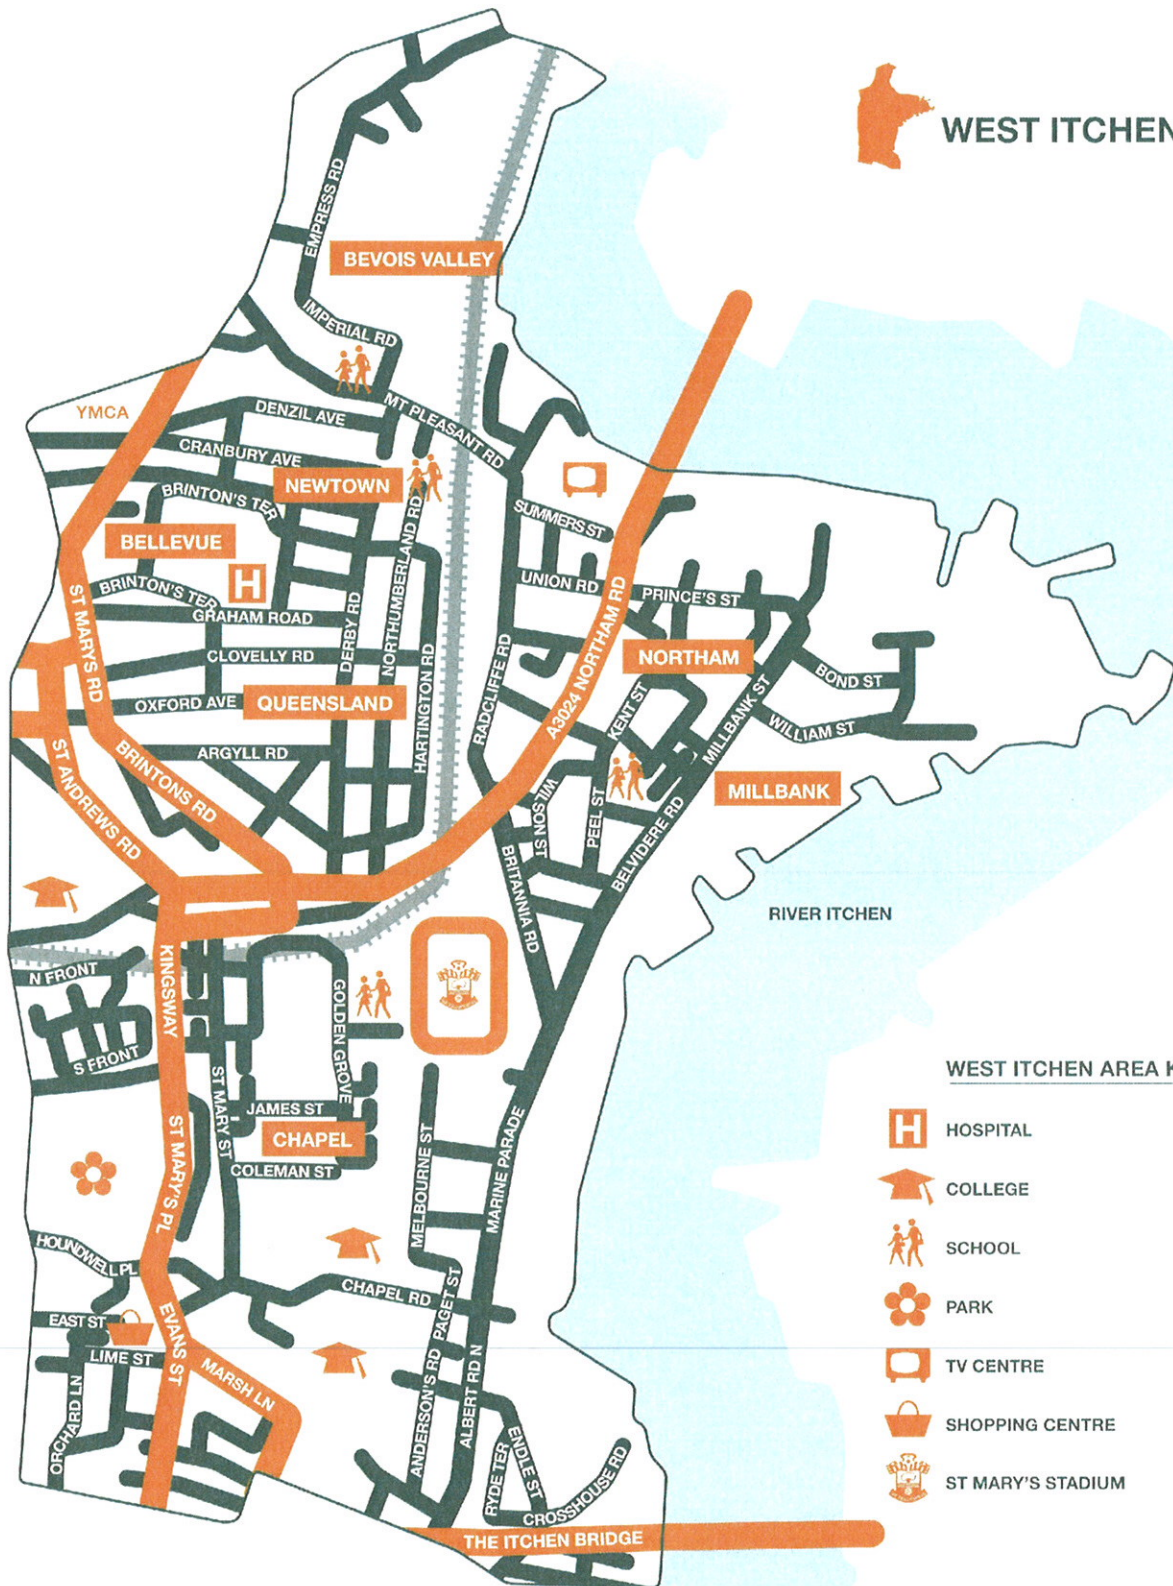 WEST ITCHEN
EMPRESS RD
BEVOIS VALLEY
IMPERIAL RD
YMCA
DENZIL AVE
MT PLEASANT RD
CRANBURY AVE
NEWTOWN
BRINTON'S TER
SUMMERS ST
BELLEVUE
H
BRINTON'S TER
GRAHAM ROAD
UNION RD
PRINCE'S ST
ST MARYS RD
DERBY RD
NORTHUMBERLAND RD
HARTINGTON RD
RADCLIFFE RD
A3024 NORTHAM RD
NORTHAM
CLOVELLY RD
BOND ST
OXFORD AVE
QUEENSLAND
KENT ST
MILLBANK ST
WILLIAM ST
ARGYLL RD
BRINTONS RD
ST ANDREWS RD
WILSON ST
PEEL ST
MILLBANK
BELVIDERE RD
BRITANNIA RD
RIVER ITCHEN
N FRONT
KINGSWAY
GOLDEN GROVE
S FRONT
ST MARY ST
JAMES ST
CHAPEL
COLEMAN ST
ST MARY'S PL
MELBOURNE ST
MARINE PARADE
HOUNDWELL PL
CHAPEL RD
PAGET ST
EAST ST
EVANS ST
LIME ST
MARSH LN
ORCHARD LN
ANDERSON'S RD
ALBERT RD N
RYDE TER
ENDLE ST
CROSSHOUSE RD
THE ITCHEN BRIDGE
WEST ITCHEN AREA K
H HOSPITAL
COLLEGE
SCHOOL
PARK
TV CENTRE
SHOPPING CENTRE
ST MARY'S STADIUM